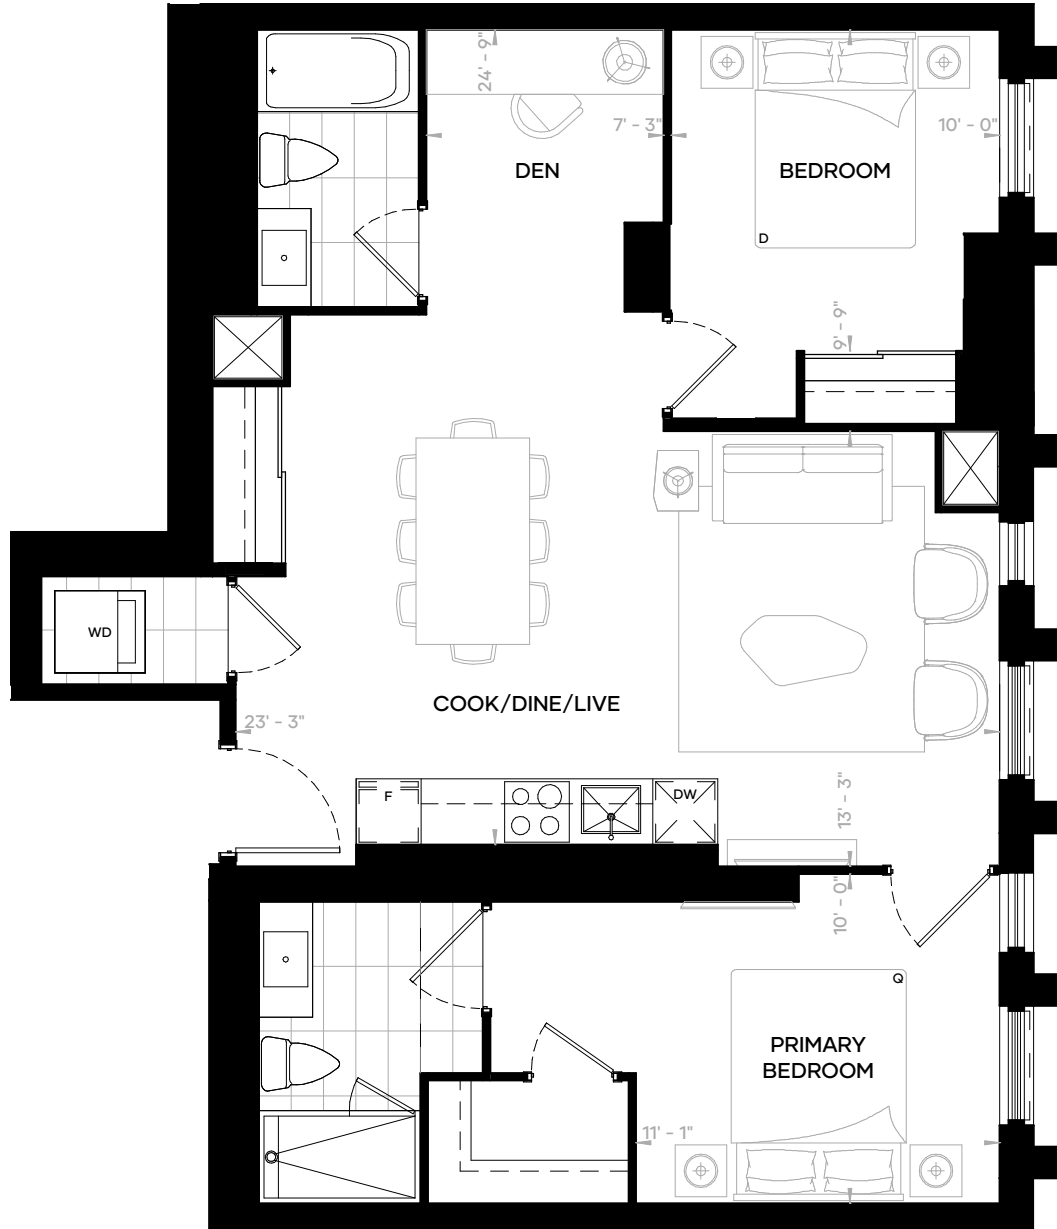 24' - 9"
7' - 3"
10' - 0"
DEN
BEDROOM
D
9' - 9"
WD
COOK/DINE/LIVE
23' - 3"
F
DW
13' - 3"
10' - 0"
Q
PRIMARY
BEDROOM
11' - 1"